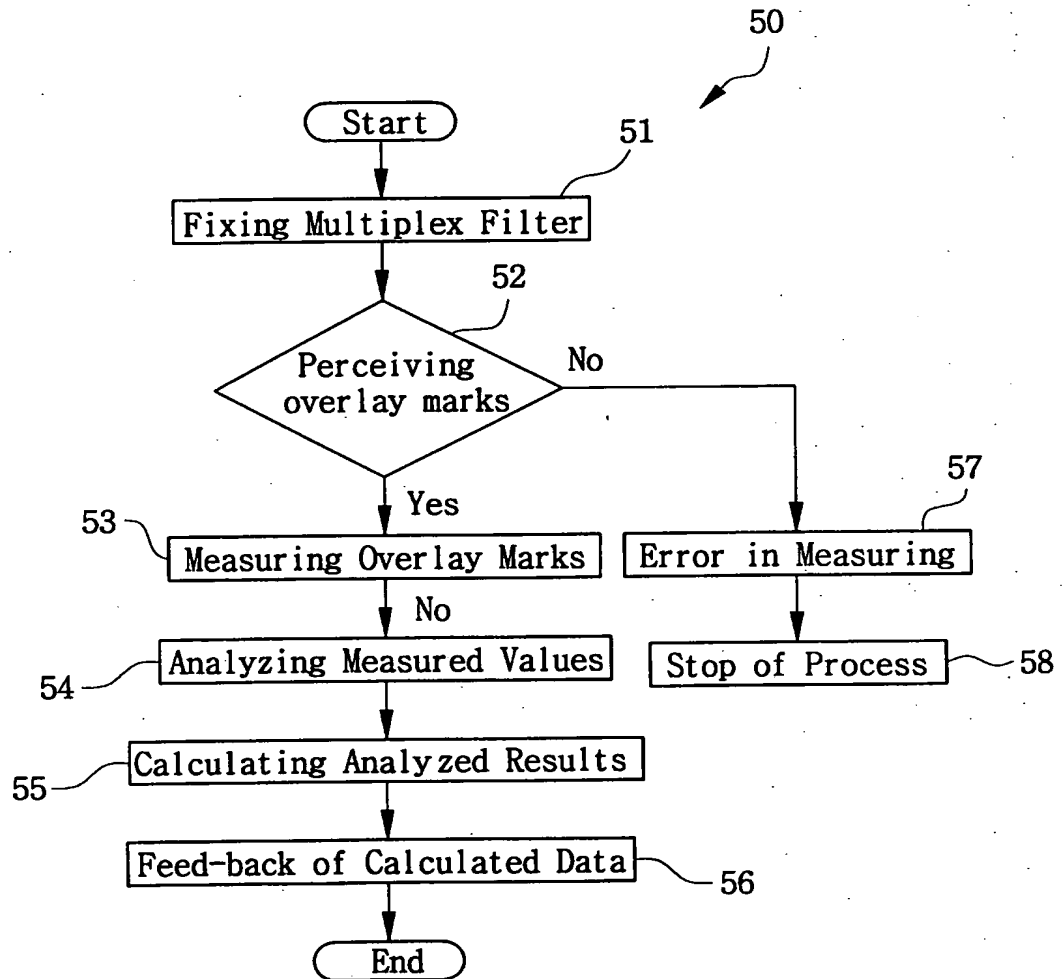 50
Start
51
Fixing Multiplex Filter
52
Perceiving
overlay marks
No
Yes
57
53
Measuring Overlay Marks
Error in Measuring
No
54
Analyzing Measured Values
Stop of Process
58
55
Calculating Analyzed Results
Feed-back of Calculated Data
56
End